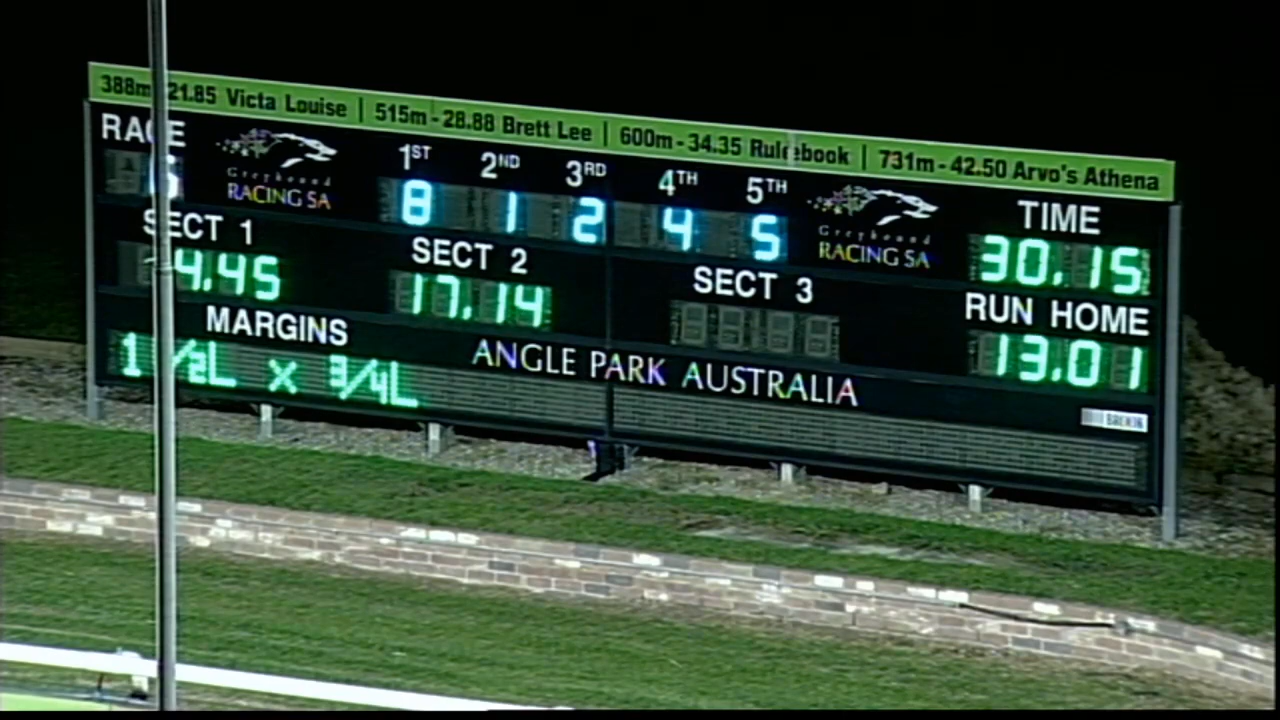 388m - 21.85 Victa Louise | 515m - 28.88 Brett Lee | 600m - 34.35 Rulebook | 731m - 42.50 Arvo's Athena
RACE 1ST 2ND 3RD 4TH 5TH TIME
6 Greyhound RACING SA 8 1 2 4 5 Greyhound RACING SA 30.15
SECT 1 SECT 2 SECT 3 RUN HOME
4.45 17.14 13.01
MARGINS ANGLE PARK AUSTRALIA
1 1/2L x 3/4L